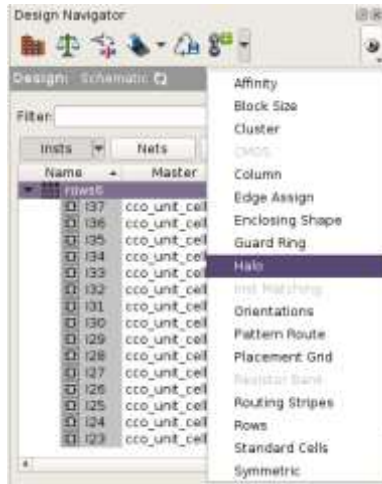 Design Navigator
Design: Schematic
Filter:
Insts
Nets
Name
Master
rows6
I37 cco_unit_cell
I36 cco_unit_cell
I35 cco_unit_cell
I34 cco_unit_cell
I33 cco_unit_cell
I32 cco_unit_cell
I31 cco_unit_cell
I30 cco_unit_cell
I29 cco_unit_cell
I28 cco_unit_cell
I27 cco_unit_cell
I26 cco_unit_cell
I25 cco_unit_cell
I24 cco_unit_cell
I23 cco_unit_cell
Affinity
Block Size
Cluster
CMOS
Column
Edge Assign
Enclosing Shape
Guard Ring
Halo
Inst Matching
Orientations
Pattern Route
Placement Grid
Resistor Bank
Routing Stripes
Rows
Standard Cells
Symmetric